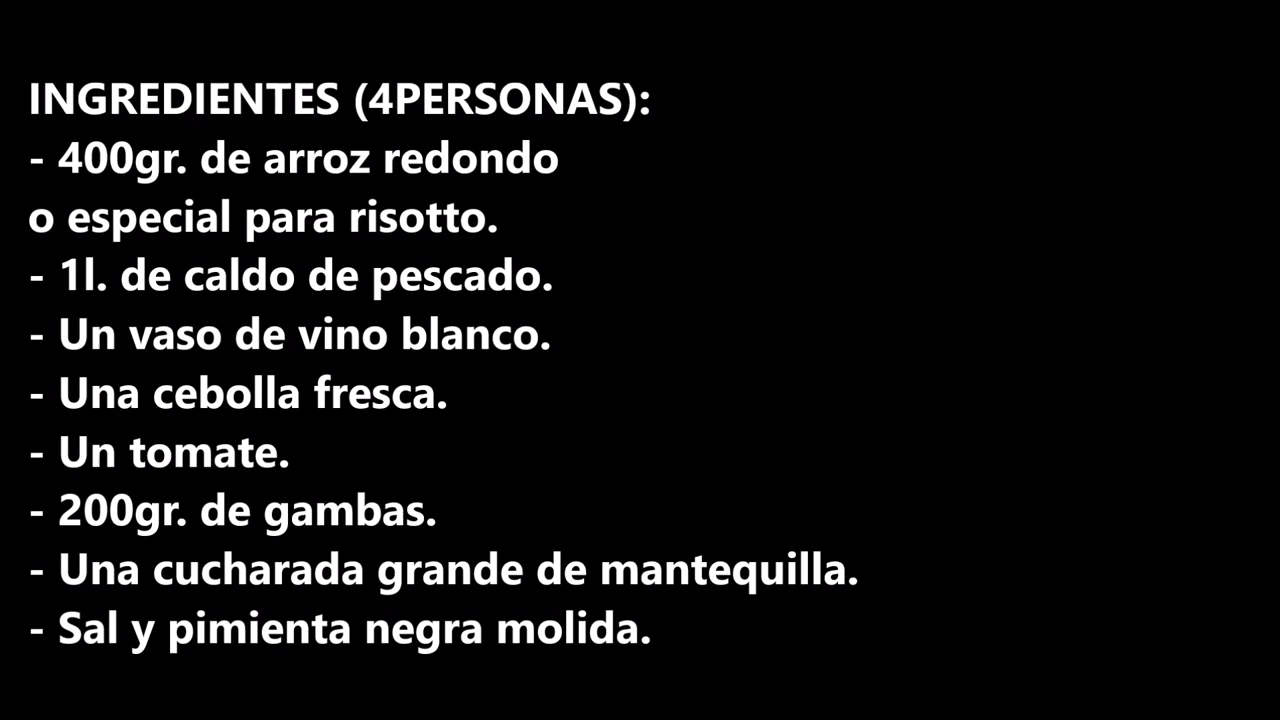 INGREDIENTES (4PERSONAS):
- 400gr. de arroz redondo
o especial para risotto.
- 1l. de caldo de pescado.
- Un vaso de vino blanco.
- Una cebolla fresca.
- Un tomate.
- 200gr. de gambas.
- Una cucharada grande de mantequilla.
- Sal y pimienta negra molida.